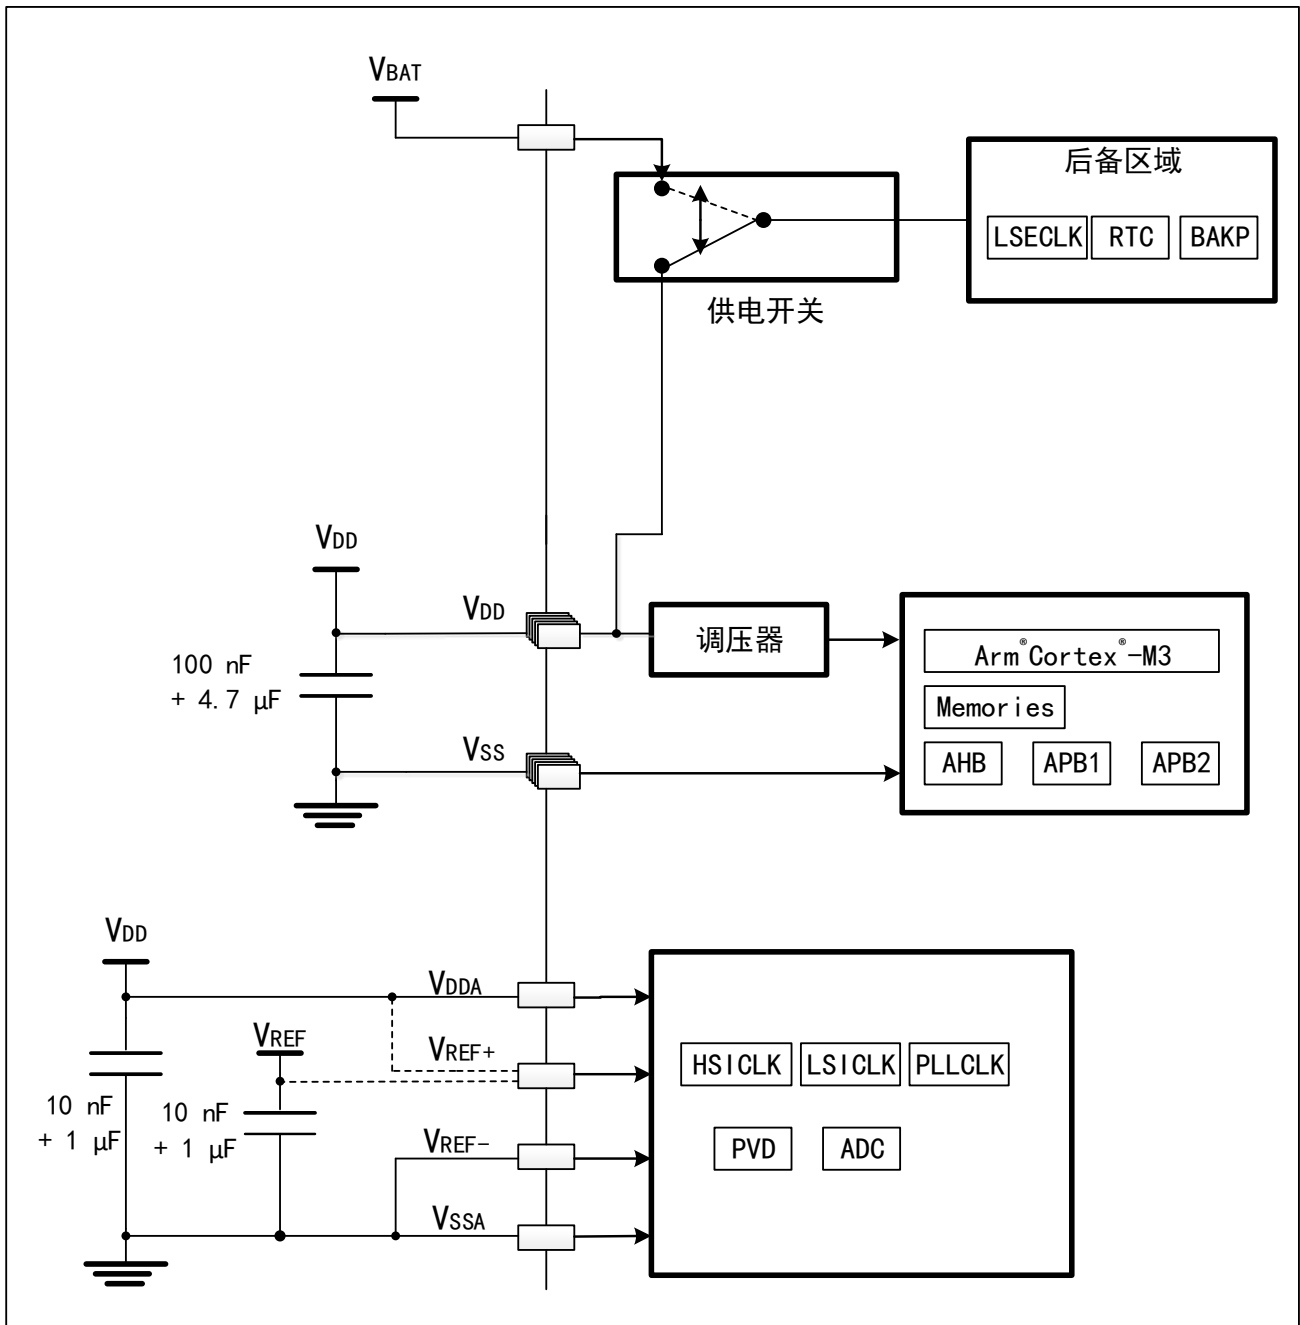 VBAT
后备区域
LSECLK RTC BAKP
供电开关
VDD
VDD
调压器
100 nF
+ 4.7 μF
Arm®Cortex®-M3
Memories
VSS
AHB APB1 APB2
VDD
VDDA
VREF
VREF+
HSICLK LSICLK PLLCLK
10 nF
+ 1 μF
10 nF
+ 1 μF
VREF-
PVD ADC
VSSA